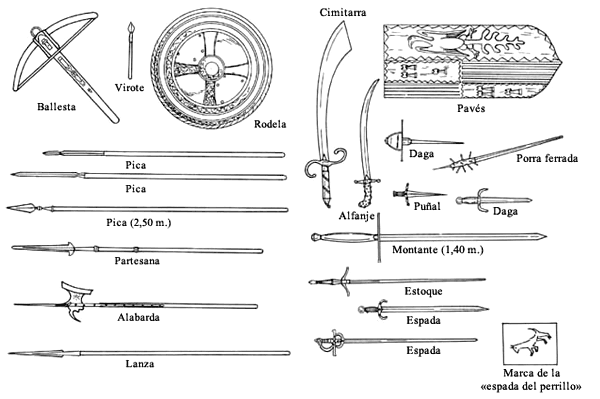 Cimitarra
Ballesta
Virote
Rodela
Pavés
Pica
Pica
Pica (2,50 m.)
Partesana
Alabarda
Lanza
Daga
Porra ferrada
Alfanje
Puñal
Daga
Montante (1,40 m.)
Estoque
Espada
Espada
Marca de la
«espada del perrillo»